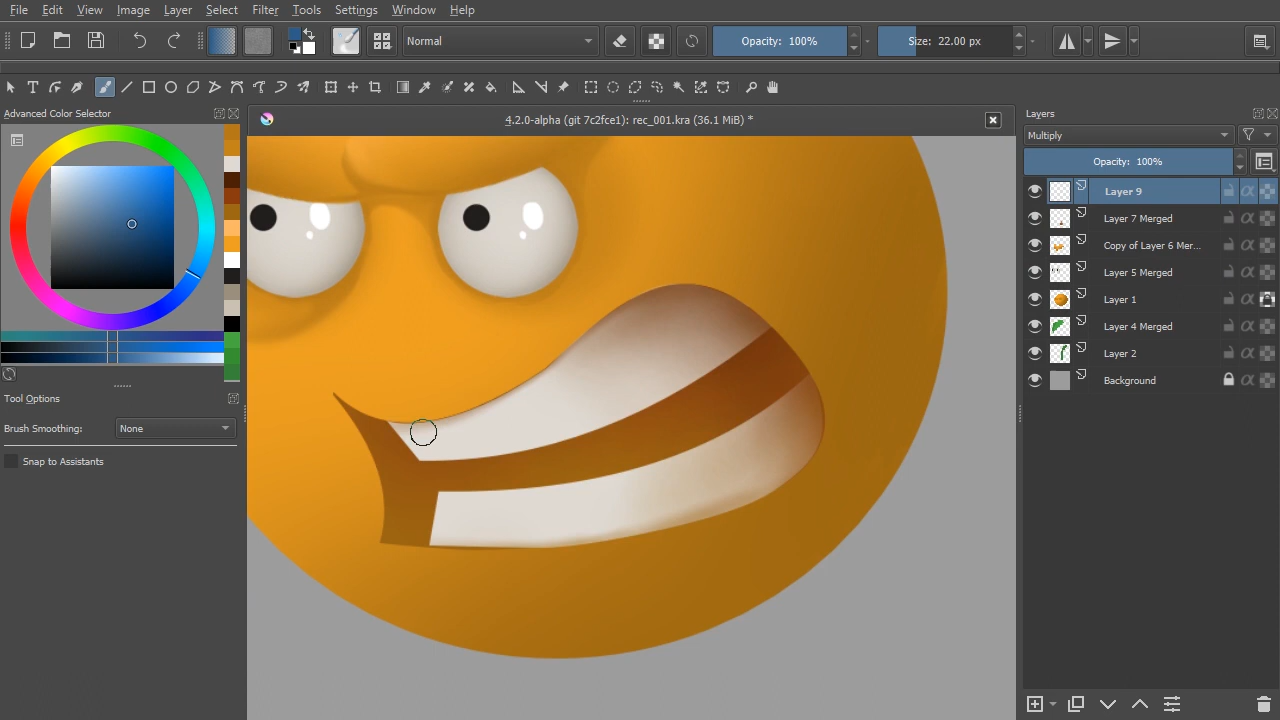 File Edit View Image Layer Select Filter Tools Settings Window Help
Normal Opacity: 100% Size: 22.00 px
Advanced Color Selector
4.2.0-alpha (git 7c2fce1): rec_001.kra (36.1 MiB) *
Layers
Multiply
Opacity: 100%
Layer 9
Layer 7 Merged
Copy of Layer 6 Mer...
Layer 5 Merged
Layer 1
Layer 4 Merged
Layer 2
Background
Tool Options
Brush Smoothing: None
Snap to Assistants